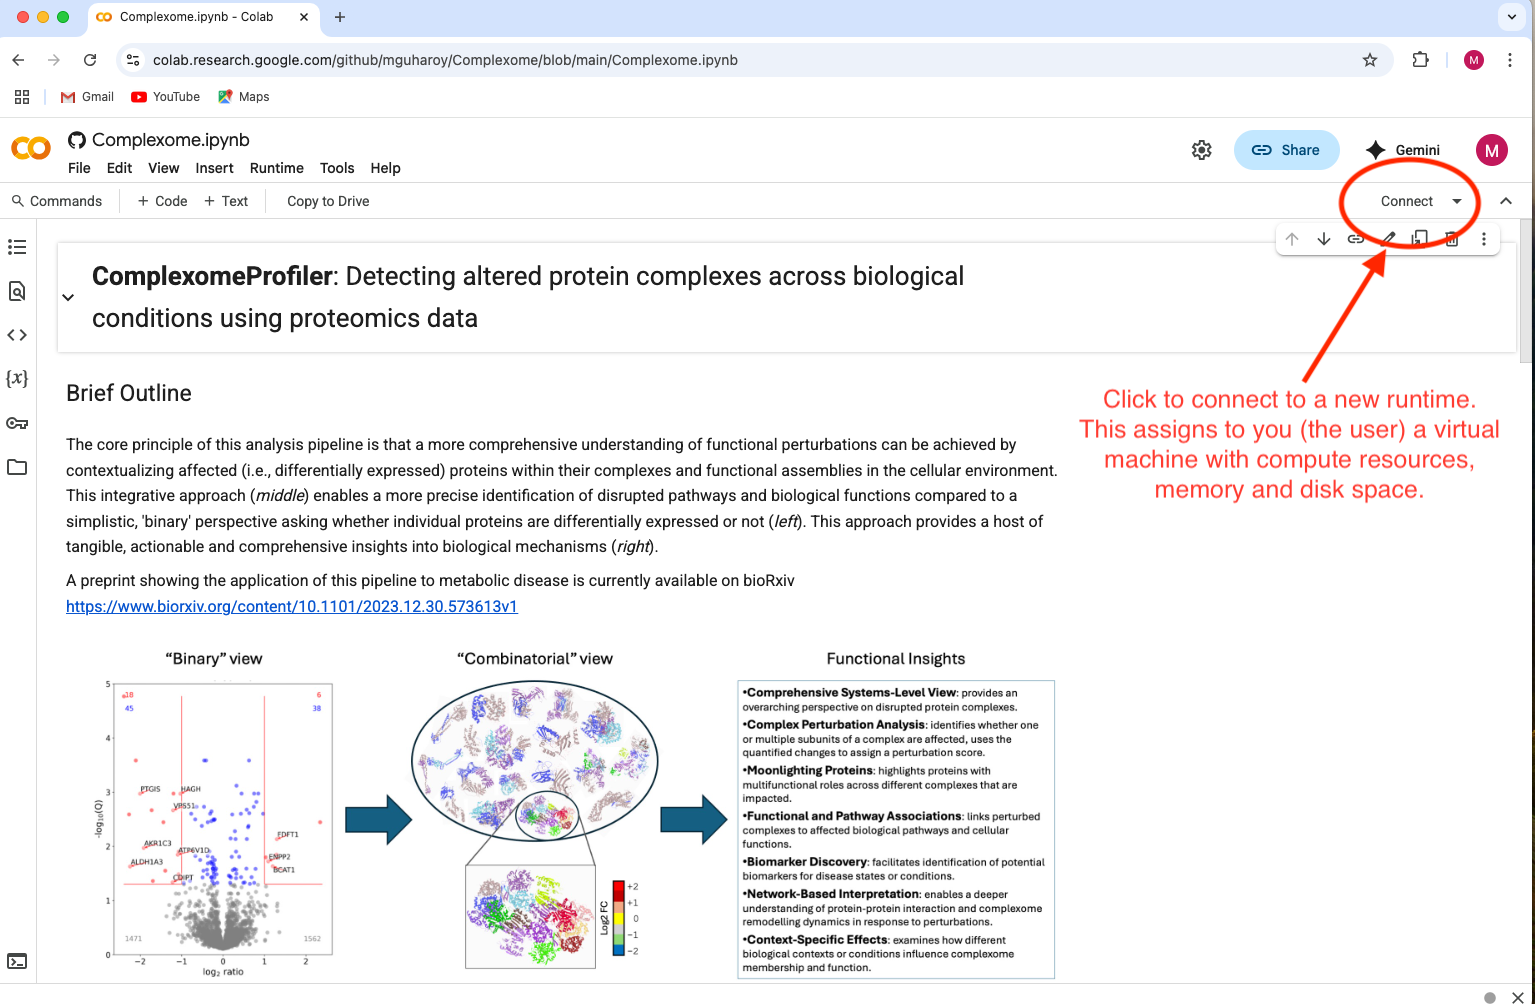 Complexome.ipynb - Colab
colab.research.google.com/github/mguharoy/Complexome/blob/main/Complexome.ipynb
M
Gmail YouTube Maps
Complexome.ipynb
File Edit View Insert Runtime Tools Help
Share
Gemini
M
Commands + Code + Text Copy to Drive
Connect
ComplexomeProfiler: Detecting altered protein complexes across biological
conditions using proteomics data
Click to connect to a new runtime.
This assigns to you (the user) a virtual
machine with compute resources,
memory and disk space.
Brief Outline
The core principle of this analysis pipeline is that a more comprehensive understanding of functional perturbations can be achieved by
contextualizing affected (i.e., differentially expressed) proteins within their complexes and functional assemblies in the cellular environment.
This integrative approach (middle) enables a more precise identification of disrupted pathways and biological functions compared to a
simplistic, 'binary' perspective asking whether individual proteins are differentially expressed or not (left). This approach provides a host of
tangible, actionable and comprehensive insights into biological mechanisms (right).
A preprint showing the application of this pipeline to metabolic disease is currently available on bioRxiv
https://www.biorxiv.org/content/10.1101/2023.12.30.573613v1
“Binary” view
5
4
3
2
1
0
-log10(Q)
18
45
6
38
PTGIS
HAGH
VPS51
AKR1C3
ATP6V1D
ALDH1A3
CDIPT
FDFT1
ENPP2
BCAT1
1471
1562
−2 −1 0 1 2
log2 ratio
“Combinatorial” view
Log2 FC
+2
+1
0
−1
−2
Functional Insights
•Comprehensive Systems-Level View: provides an
overarching perspective on disrupted protein complexes.
•Complex Perturbation Analysis: identifies whether one
or multiple subunits of a complex are affected, uses the
quantified changes to assign a perturbation score.
•Moonlighting Proteins: highlights proteins with
multifunctional roles across different complexes that are
impacted.
•Functional and Pathway Associations: links perturbed
complexes to affected biological pathways and cellular
functions.
•Biomarker Discovery: facilitates identification of potential
biomarkers for disease states or conditions.
•Network-Based Interpretation: enables a deeper
understanding of protein-protein interaction and complexome
remodelling dynamics in response to perturbations.
•Context-Specific Effects: examines how different
biological contexts or conditions influence complexome
membership and function.